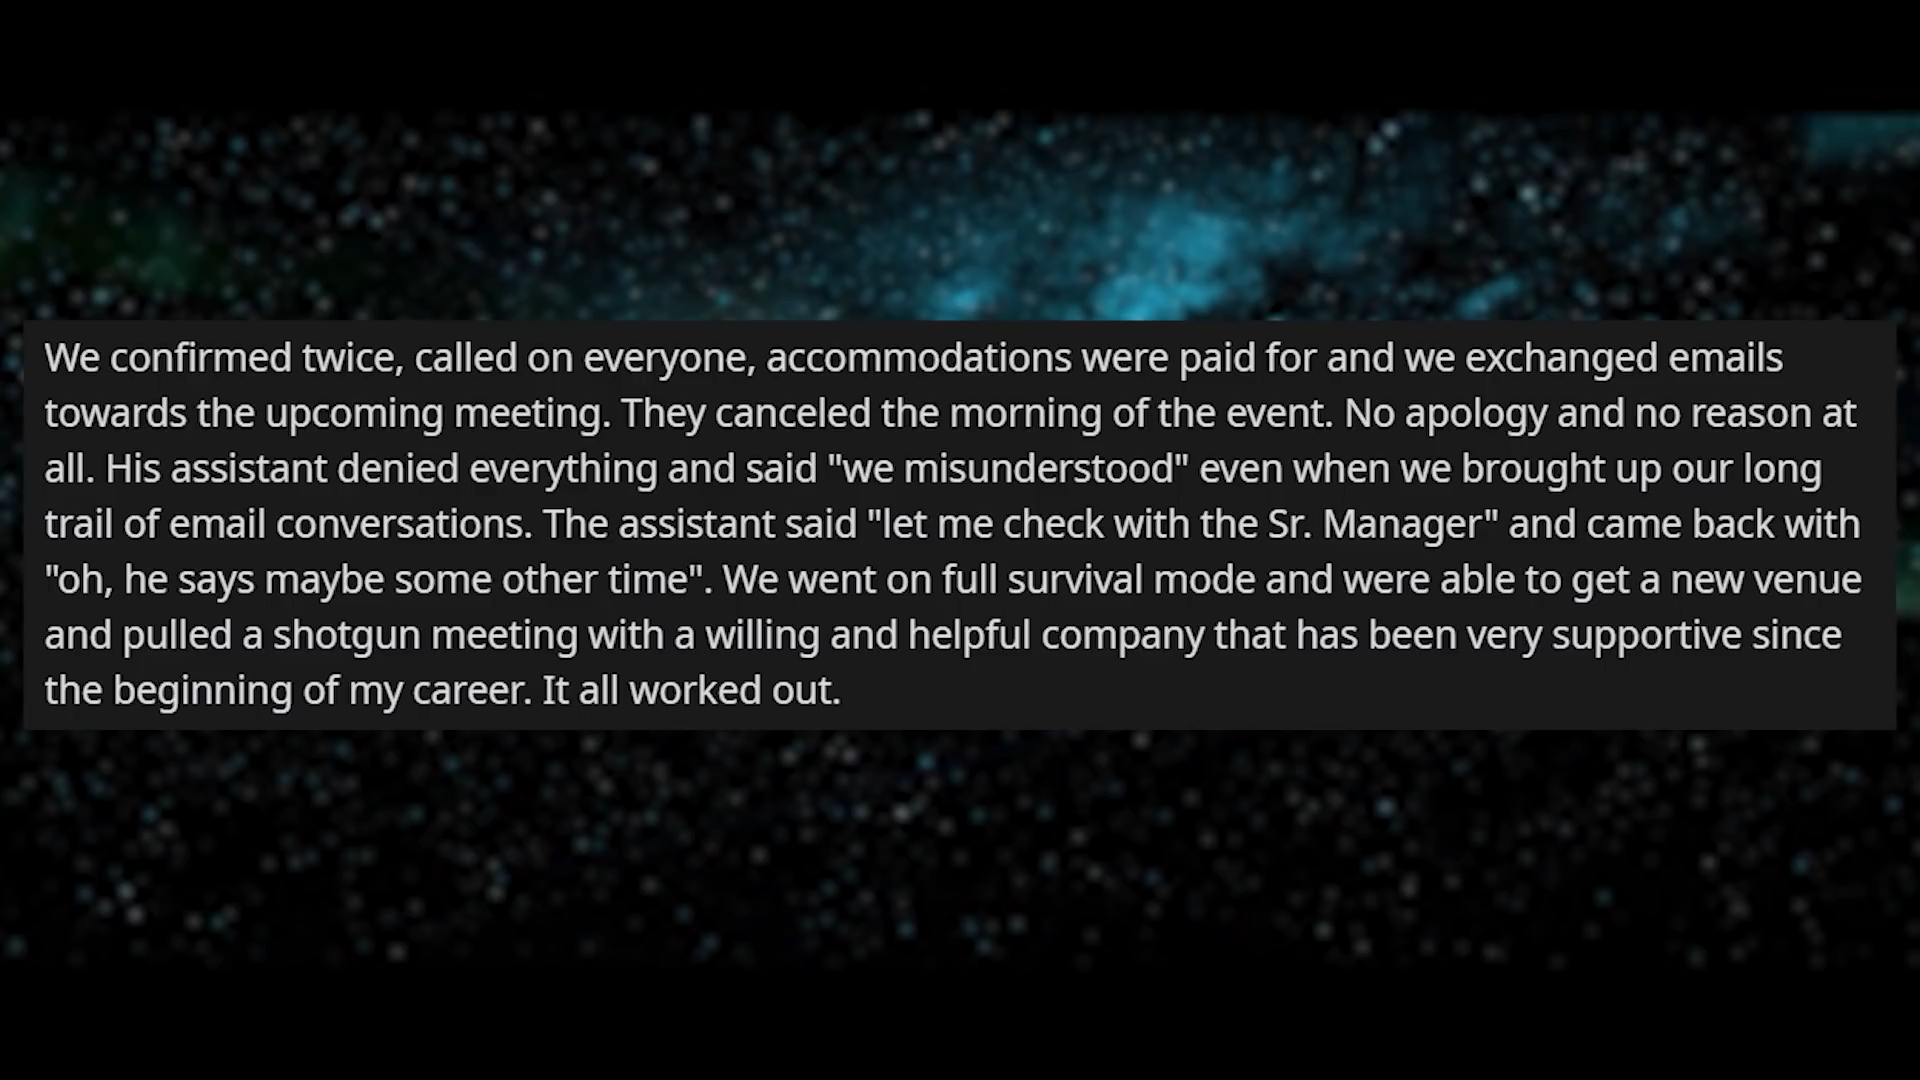 We confirmed twice, called on everyone, accommodations were paid for and we exchanged emails
towards the upcoming meeting. They canceled the morning of the event. No apology and no reason at
all. His assistant denied everything and said "we misunderstood" even when we brought up our long
trail of email conversations. The assistant said "let me check with the Sr. Manager" and came back with
"oh, he says maybe some other time". We went on full survival mode and were able to get a new venue
and pulled a shotgun meeting with a willing and helpful company that has been very supportive since
the beginning of my career. It all worked out.